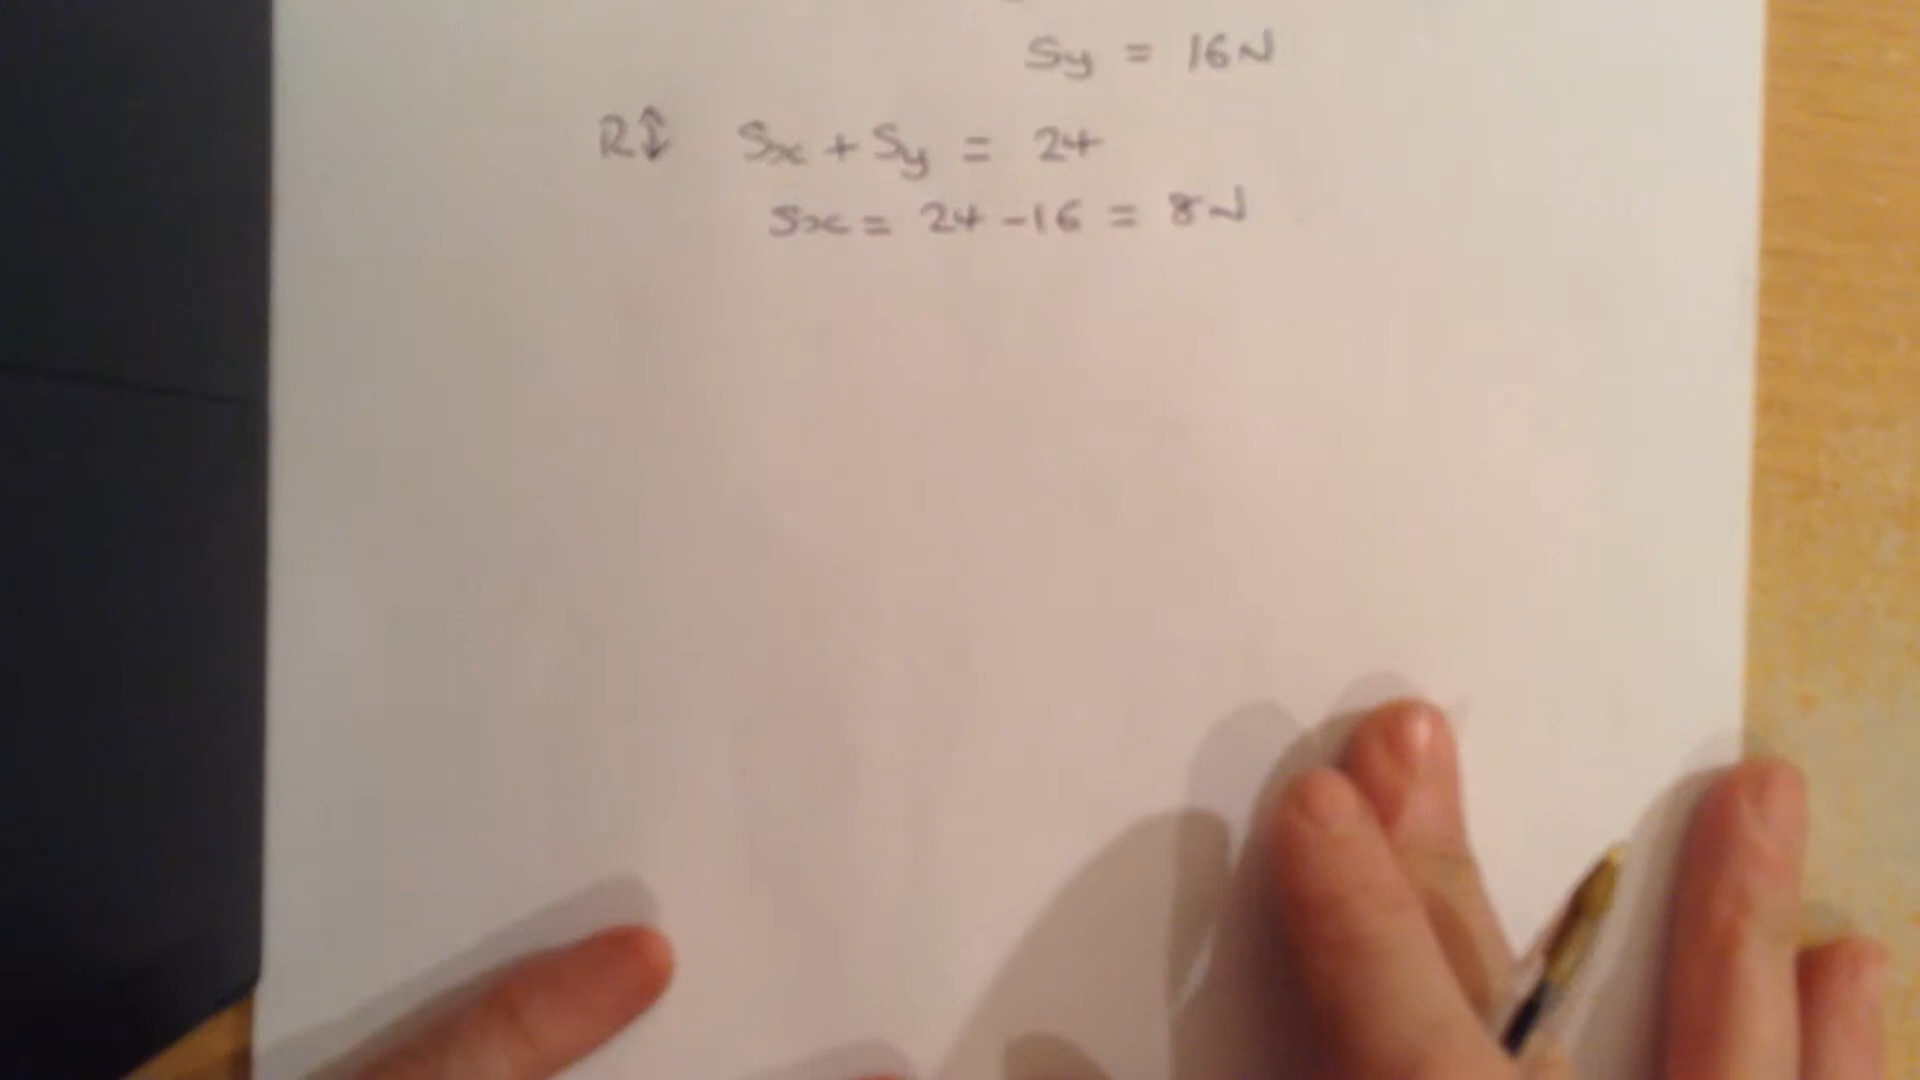 Sy = 16N
R↕ Sx + Sy = 24
Sx = 24 - 16 = 8N